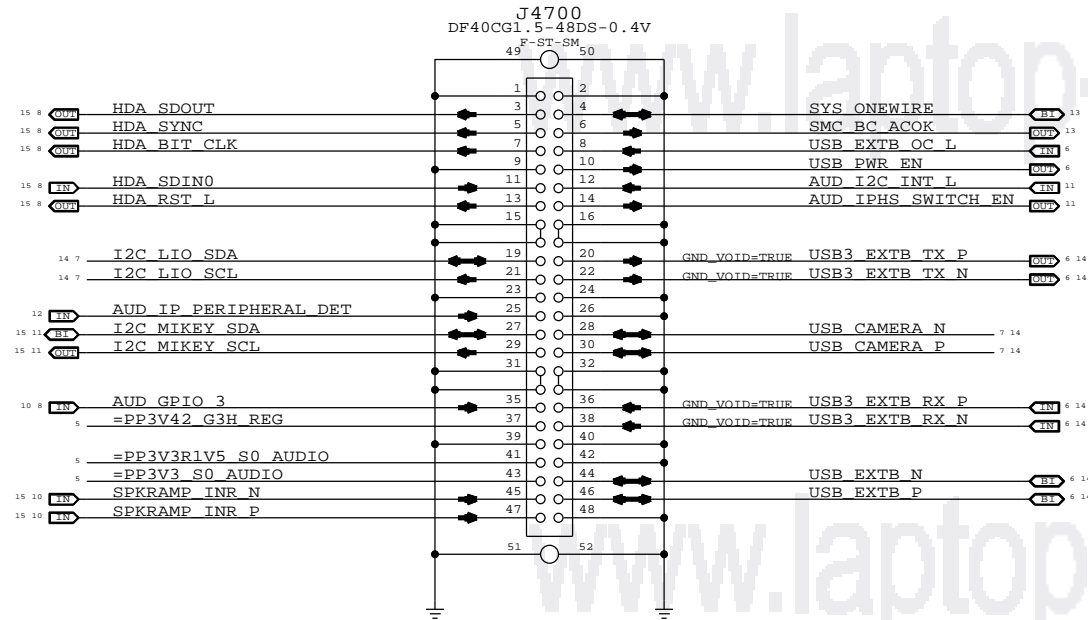 J4700
DF40CG1.5-48DS-0.4V
F-ST-SM
49 50
1 2
15 8 OUT HDA_SDOUT 3 4 SYS_ONEWIRE BI 13
15 8 OUT HDA_SYNC 5 6 SMC_BC_ACOK OUT 13
15 8 OUT HDA_BIT_CLK 7 8 USB_EXTB_OC_L IN 6
9 10 USB_PWR_EN OUT 6
15 8 IN HDA_SDIN0 11 12 AUD_I2C_INT_L IN 11
15 8 OUT HDA_RST_L 13 14 AUD_IPHS_SWITCH_EN OUT 11
15 16
14 7 I2C_LIO_SDA 19 20 GND_VOID=TRUE USB3_EXTB_TX_P OUT 6 14
14 7 I2C_LIO_SCL 21 22 GND_VOID=TRUE USB3_EXTB_TX_N OUT 6 14
23 24
12 IN AUD_IP_PERIPHERAL_DET 25 26
15 11 BI I2C_MIKEY_SDA 27 28 USB_CAMERA_N 7 14
15 11 OUT I2C_MIKEY_SCL 29 30 USB_CAMERA_P 7 14
31 32
10 8 IN AUD_GPIO_3 35 36 GND_VOID=TRUE USB3_EXTB_RX_P IN 6 14
5 =PP3V42_G3H_REG 37 38 GND_VOID=TRUE USB3_EXTB_RX_N IN 6 14
39 40
5 =PP3V3R1V5_S0_AUDIO 41 42
5 =PP3V3_S0_AUDIO 43 44 USB_EXTB_N BI 6 14
15 10 IN SPKRAMP_INR_N 45 46 USB_EXTB_P BI 6 14
15 10 IN SPKRAMP_INR_P 47 48
51 52
www.laptop-
www.laptop